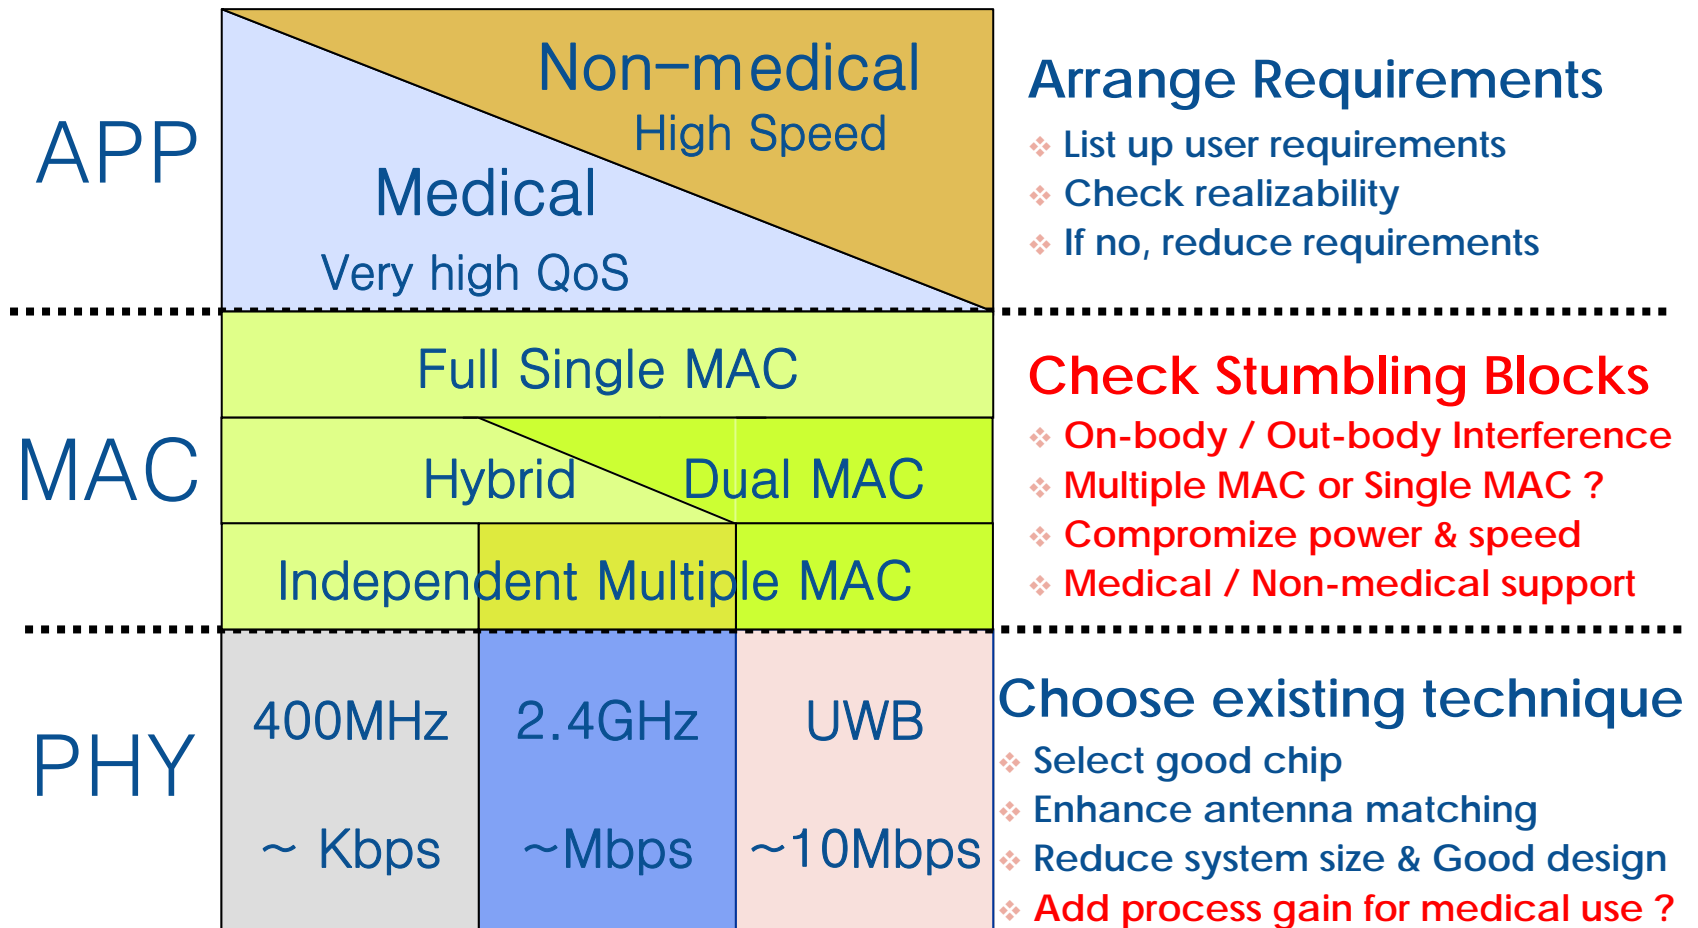 APP
Non-medical
High Speed
Medical
Very high QoS
Arrange Requirements
❖ List up user requirements
❖ Check realizability
❖ If no, reduce requirements
MAC
Full Single MAC
Hybrid
Dual MAC
Independent Multiple MAC
Check Stumbling Blocks
❖ On-body / Out-body Interference
❖ Multiple MAC or Single MAC ?
❖ Compromize power & speed
❖ Medical / Non-medical support
PHY
400MHz
~ Kbps
2.4GHz
~Mbps
UWB
~10Mbps
Choose existing technique
❖ Select good chip
❖ Enhance antenna matching
❖ Reduce system size & Good design
❖ Add process gain for medical use ?